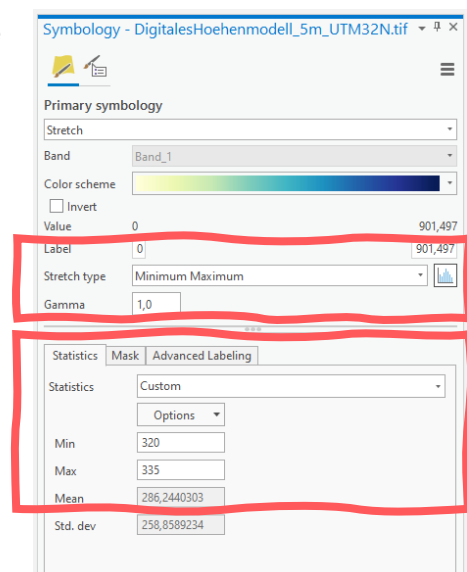 Symbology - DigitalesHoehenmodell_5m_UTM32N.tif
Primary symbology
Stretch
Band Band_1
Color scheme
Invert
Value 0 901,497
Label 0 901,497
Stretch type Minimum Maximum
Gamma 1,0
Statistics Mask Advanced Labeling
Statistics Custom
Options
Min 320
Max 335
Mean 286,2440303
Std. dev 258,8589234